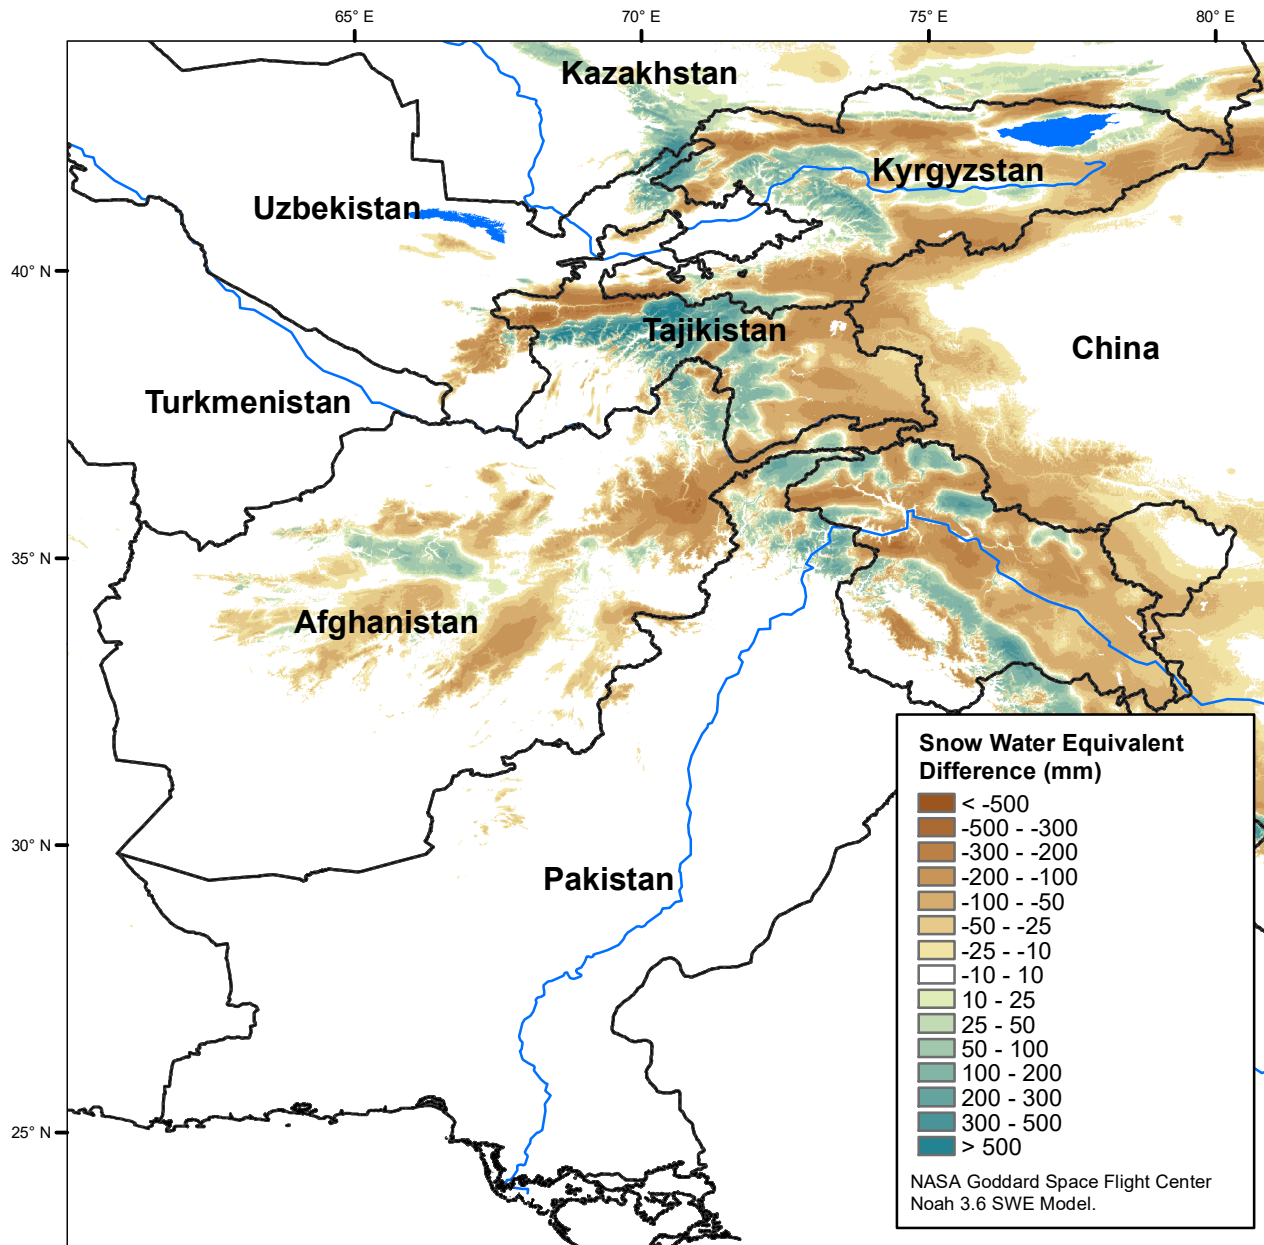 65° E
70° E
75° E
80° E
Kazakhstan
Kyrgyzstan
Uzbekistan
40° N
Tajikistan
China
Turkmenistan
35° N
Afghanistan
Snow Water Equivalent
Difference (mm)
< -500
-500 - -300
-300 - -200
-200 - -100
-100 - -50
-50 - -25
-25 - -10
-10 - 10
10 - 25
25 - 50
50 - 100
100 - 200
200 - 300
300 - 500
> 500
30° N
Pakistan
25° N
NASA Goddard Space Flight Center
Noah 3.6 SWE Model.